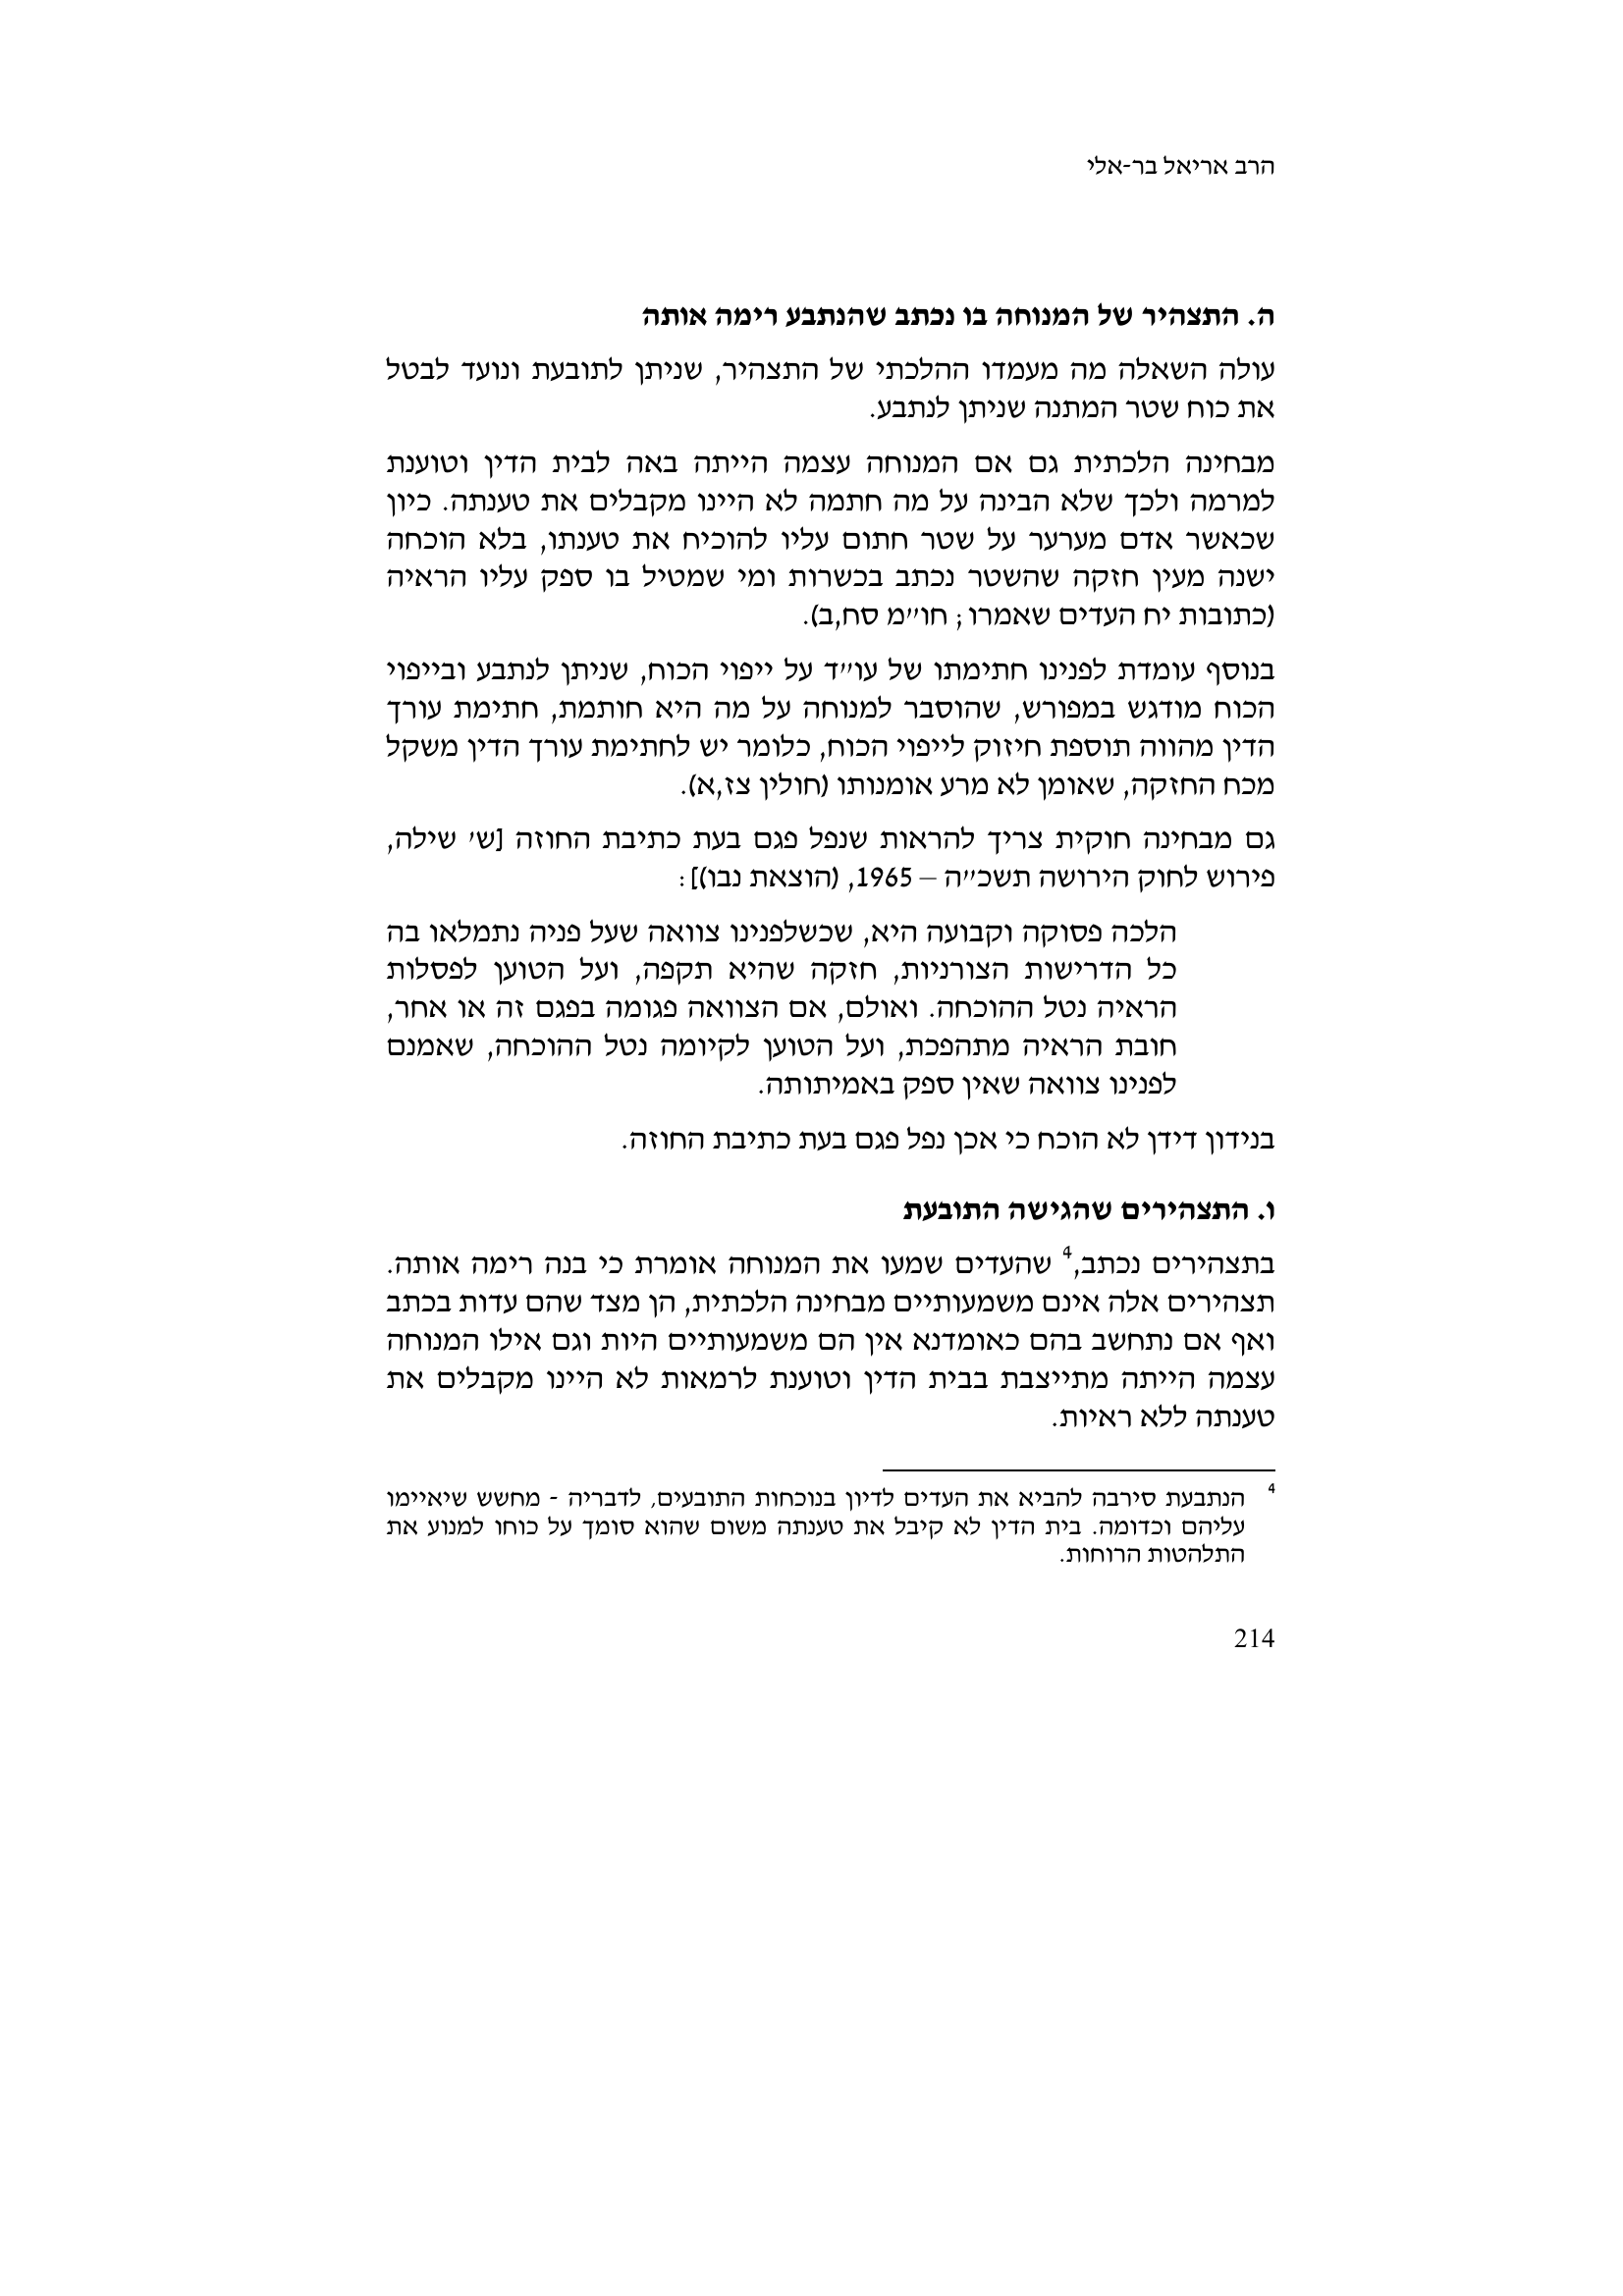 הרב אריאל בר-אלי
ה. התצהיר של המנוחה בו נכתב שהנתבע רימה אותה
עולה השאלה מה מעמדו ההלכתי של התצהיר, שניתן לתובעת ונועד לבטל
את כוח שטר המתנה שניתן לנתבע.
מבחינה הלכתית גם אם המנוחה עצמה הייתה באה לבית הדין וטוענת
למרמה ולכך שלא הבינה על מה חתמה לא היינו מקבלים את טענתה. כיון
שכאשר אדם מערער על שטר חתום עליו להוכיח את טענתו, בלא הוכחה
ישנה מעין חזקה שהשטר נכתב בכשרות ומי שמטיל בו ספק עליו הראיה
(כתובות יח העדים שאמרו; חו״מ סח,ב).
בנוסף עומדת לפנינו חתימתו של עו״ד על ייפוי הכוח, שניתן לנתבע ובייפוי
הכוח מודגש במפורש, שהוסבר למנוחה על מה היא חותמת, חתימת עורך
הדין מהווה תוספת חיזוק לייפוי הכוח, כלומר יש לחתימת עורך הדין משקל
מכח החזקה, שאומן לא מרע אומנותו (חולין צז,א).
גם מבחינה חוקית צריך להראות שנפל פגם בעת כתיבת החוזה [ש׳ שילה,
פירוש לחוק הירושה תשכ״ה – 1965, (הוצאת נבו)]:
הלכה פסוקה וקבועה היא, שכשלפנינו צוואה שעל פניה נתמלאו בה
כל הדרישות הצורניות, חזקה שהיא תקפה, ועל הטוען לפסלות
הראיה נטל ההוכחה. ואולם, אם הצוואה פגומה בפגם זה או אחר,
חובת הראיה מתהפכת, ועל הטוען לקיומה נטל ההוכחה, שאמנם
לפנינו צוואה שאין ספק באמיתותה.
בנידון דידן לא הוכח כי אכן נפל פגם בעת כתיבת החוזה.
ו. התצהירים שהגישה התובעת
בתצהירים נכתב,4 שהעדים שמעו את המנוחה אומרת כי בנה רימה אותה.
תצהירים אלה אינם משמעותיים מבחינה הלכתית, הן מצד שהם עדות בכתב
ואף אם נתחשב בהם כאומדנא אין הם משמעותיים היות וגם אילו המנוחה
עצמה הייתה מתייצבת בבית הדין וטוענת לרמאות לא היינו מקבלים את
טענתה ללא ראיות.
4 הנתבעת סירבה להביא את העדים לדיון בנוכחות התובעים, לדבריה - מחשש שיאיימו
עליהם וכדומה. בית הדין לא קיבל את טענתה משום שהוא סומך על כוחו למנוע את
התלהטות הרוחות.
214